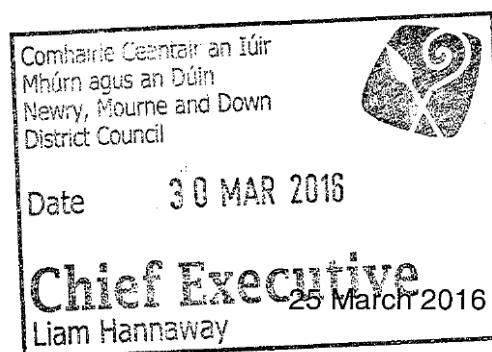 Comhairle Ceantair an Iúir
Mhúrn agus an Dúin
Newry, Mourne and Down
District Council
Date 30 MAR 2016
Chief Executive
25 March 2016
Liam Hannaway